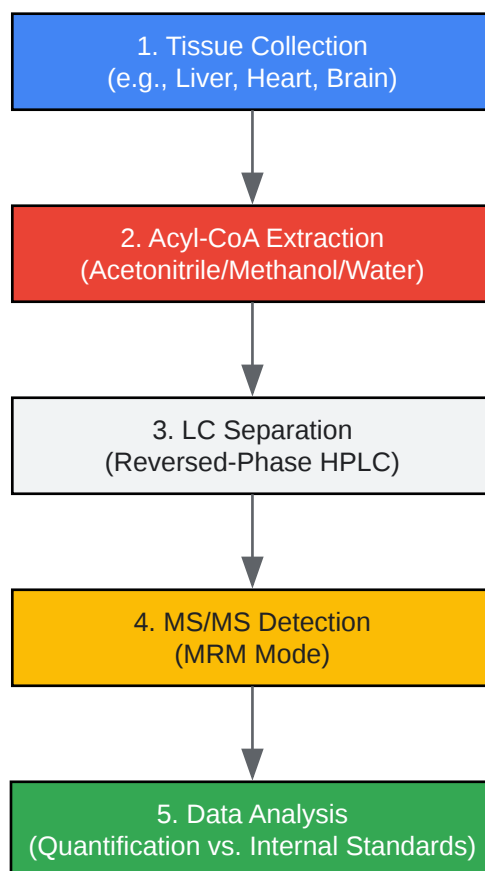 1. Tissue Collection
(e.g., Liver, Heart, Brain)
2. Acyl-CoA Extraction
(Acetonitrile/Methanol/Water)
3. LC Separation
(Reversed-Phase HPLC)
4. MS/MS Detection
(MRM Mode)
5. Data Analysis
(Quantification vs. Internal Standards)